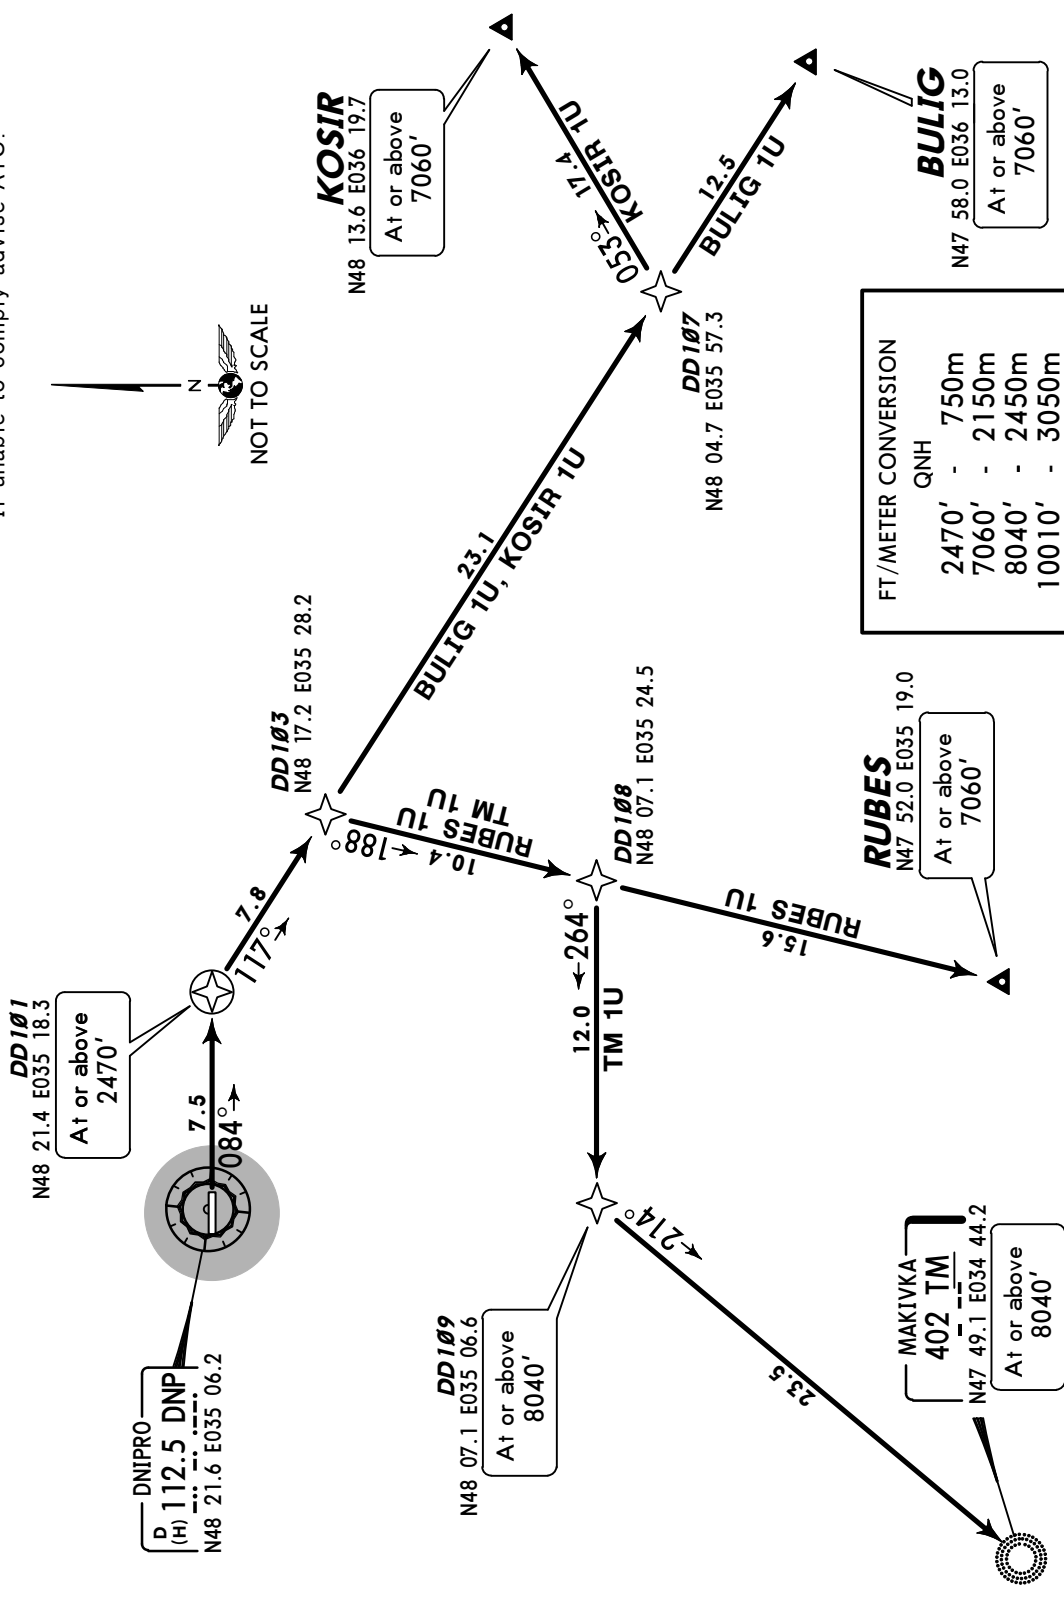 If unable to comply advise ATC.
N
NOT TO SCALE
DNIPRO
D
(H) 112.5 DNP
N48 21.6 E035 06.2
7.5
084°
DD1Ø1
N48 21.4 E035 18.3
At or above
2470'
7.8
117°
DD1Ø3
N48 17.2 E035 28.2
23.1
BULIG 1U, KOSIR 1U
DD1Ø7
N48 04.7 E035 57.3
053°
17.4
KOSIR 1U
KOSIR
N48 13.6 E036 19.7
At or above
7060'
12.5
BULIG 1U
BULIG
N47 58.0 E036 13.0
At or above
7060'
188°
10.4
RUBES 1U
TM 1U
DD1Ø8
N48 07.1 E035 24.5
15.6
RUBES 1U
RUBES
N47 52.0 E035 19.0
At or above
7060'
264°
12.0
TM 1U
DD1Ø9
N48 07.1 E035 06.6
At or above
8040'
214°
23.5
MAKIVKA
402 TM
N47 49.1 E034 44.2
At or above
8040'
FT/METER CONVERSION
QNH
2470' - 750m
7060' - 2150m
8040' - 2450m
10010' - 3050m